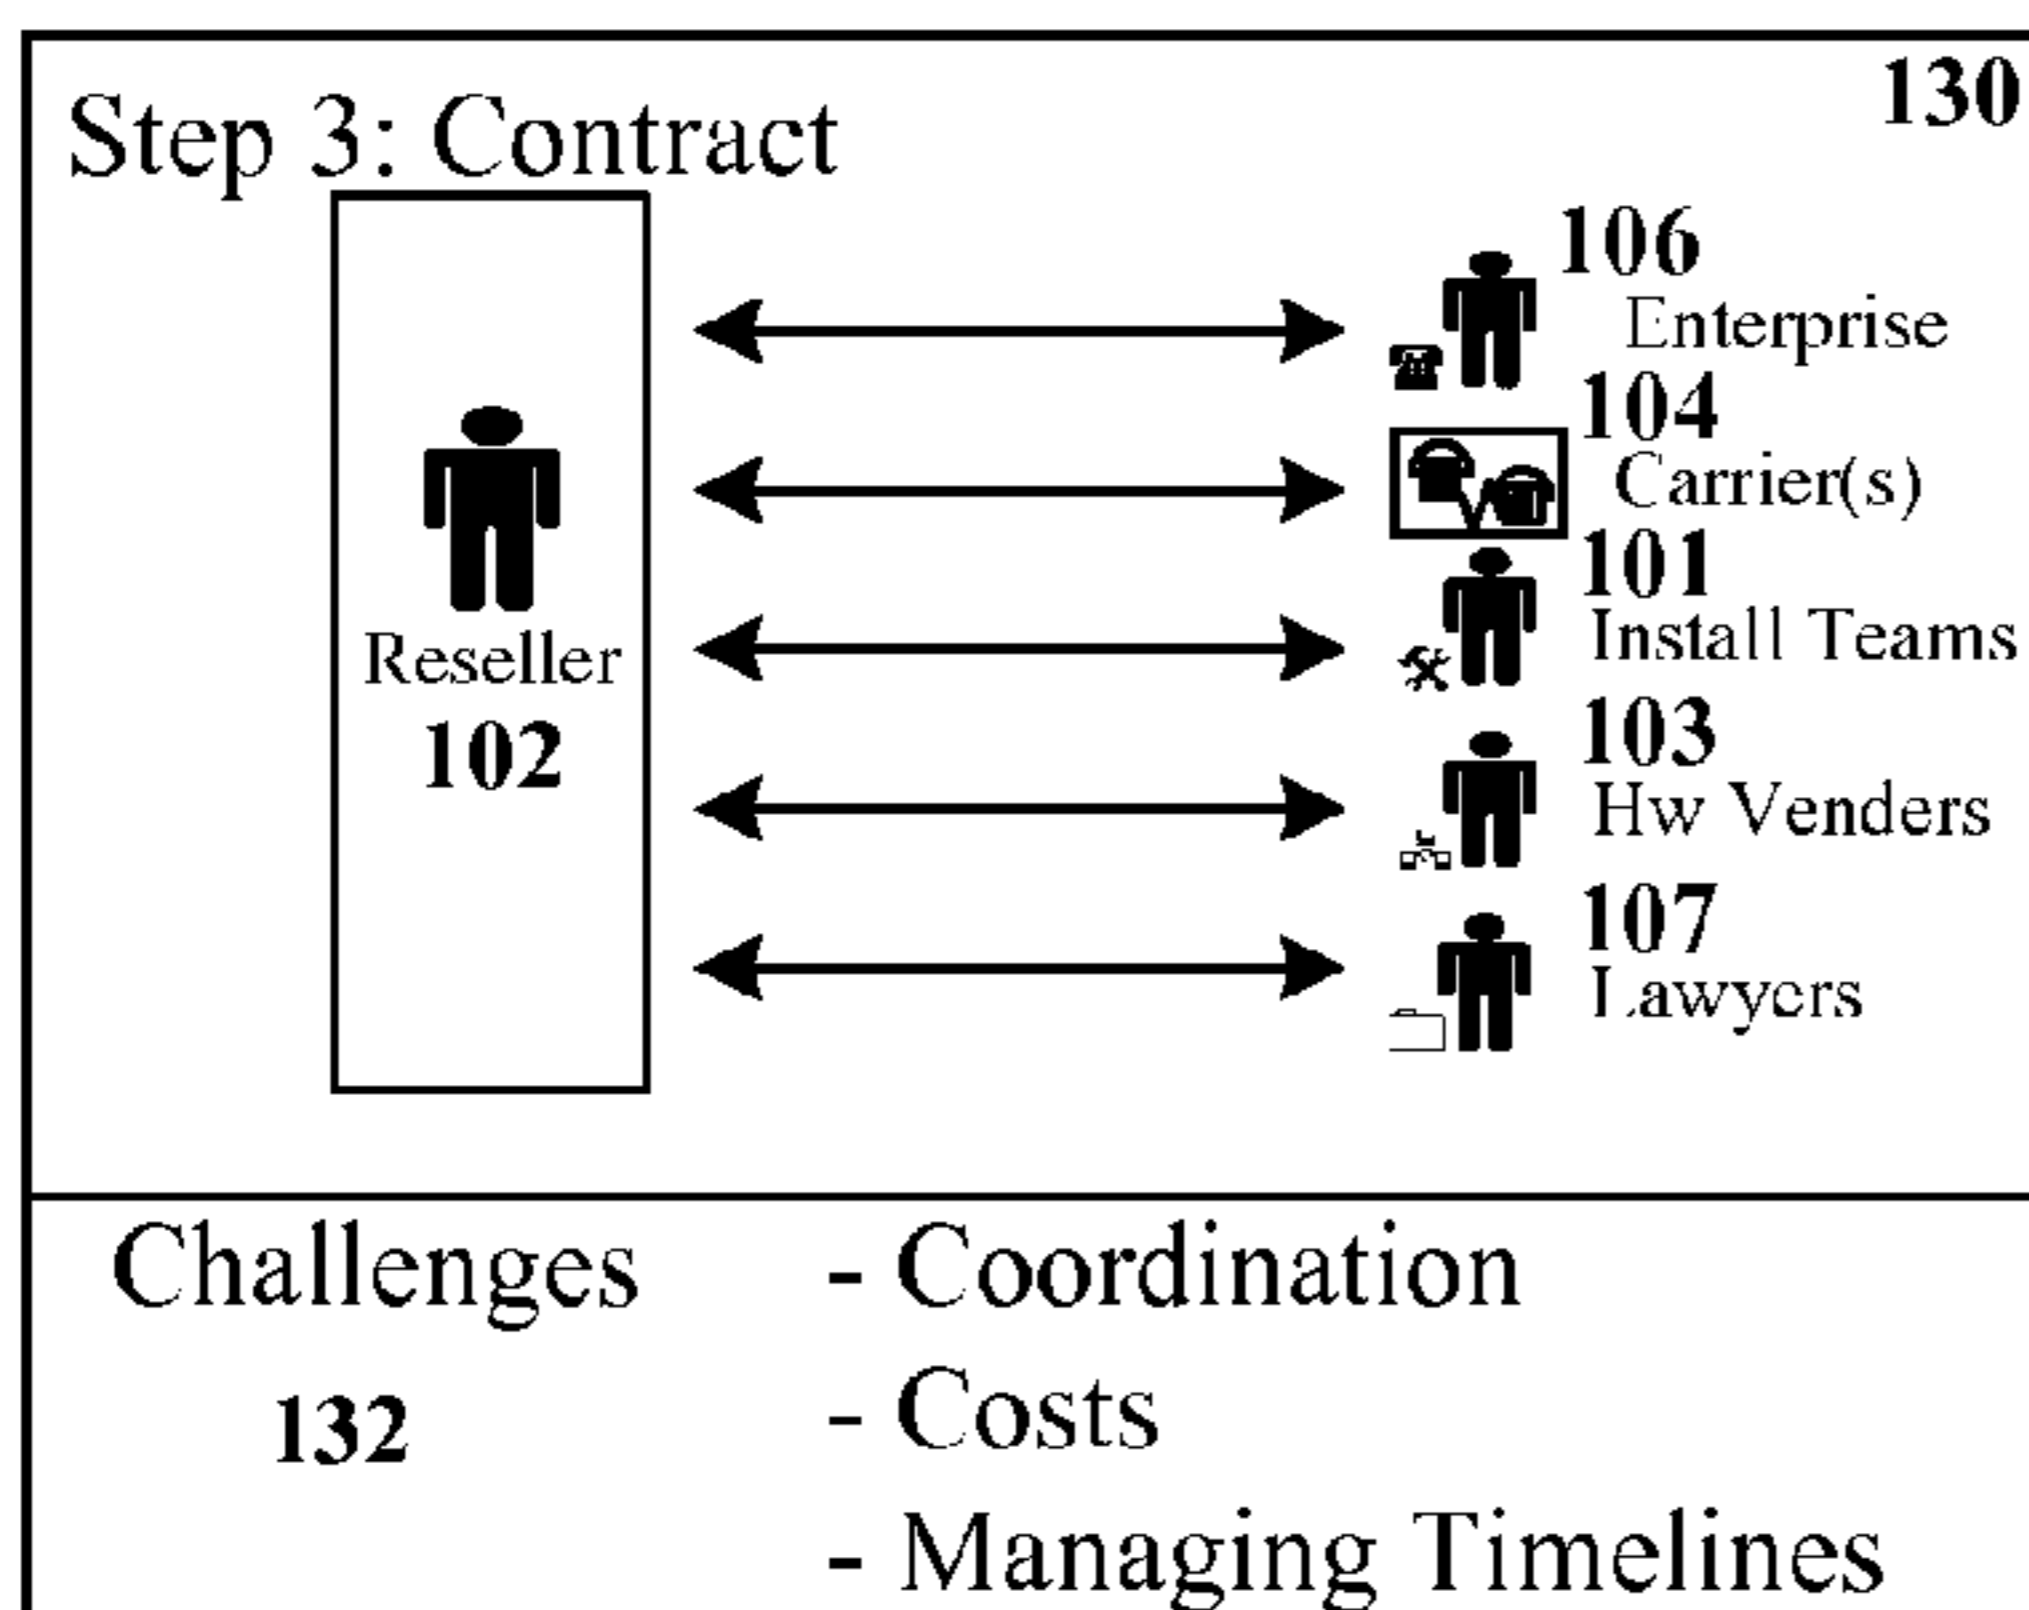 130
Step 3: Contract
106
Enterprise
104
Carrier(s)
101
Install Teams
Reseller
102
103
Hw Venders
107
Lawyers
Challenges
132
- Coordination
- Costs
- Managing Timelines